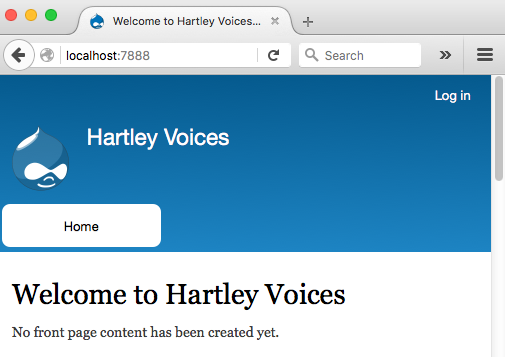 Welcome to Hartley Voices...
localhost:7888
Search
Log in
Hartley Voices
Home
Welcome to Hartley Voices
No front page content has been created yet.